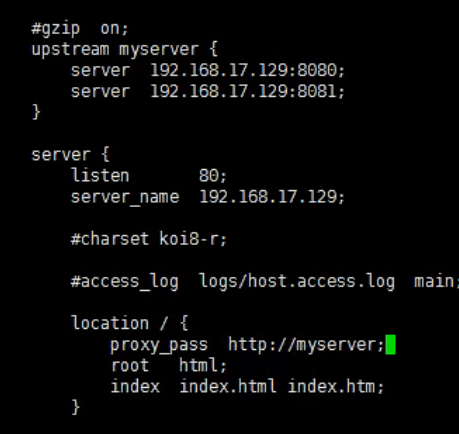 #gzip  on;
upstream myserver {
    server  192.168.17.129:8080;
    server  192.168.17.129:8081;
}
server {
    listen       80;
    server_name  192.168.17.129;
    #charset koi8-r;
    #access_log  logs/host.access.log  main;
    location / {
        proxy_pass  http://myserver;
        root   html;
        index  index.html index.htm;
    }